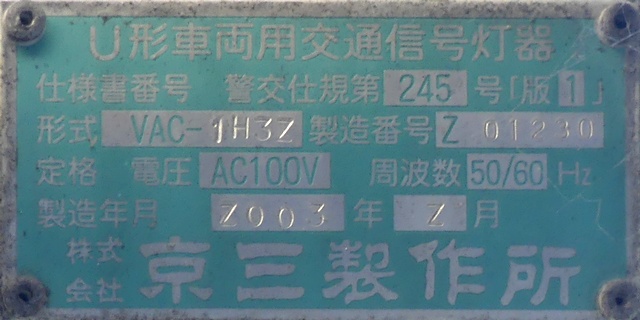 U形車両用交通信号灯器
仕様書番号 警交仕規第 245 号「版 1」
形式 VAC-1H3Z 製造番号 Z 01230
定格 電圧 AC100V 周波数 50/60 Hz
製造年月 2003 年 2 月
株式会社 京三製作所